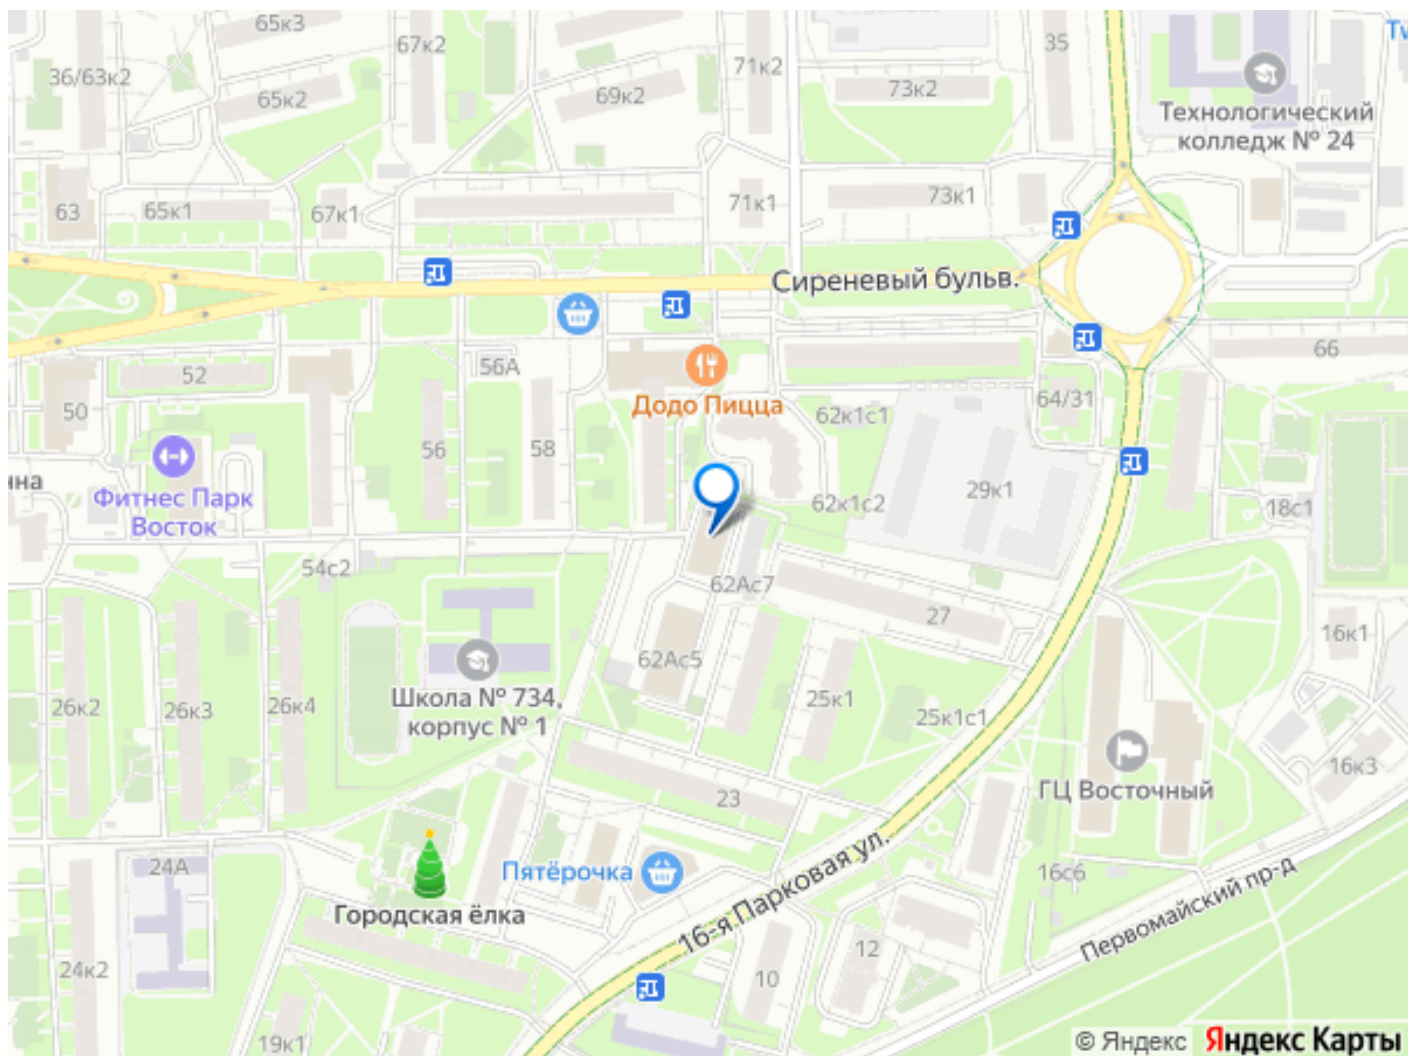 65к3
67к2
35
Tw
36/63к2
65к2
69к2
71к2
73к2
Технологический
колледж № 24
63
65к1
67к1
71к1
73к1
Сиреневый бульв.
52
56А
66
50
Додо Пицца
62к1с1
64/31
56
58
нна
Фитнес Парк
Восток
62к1с2
29к1
18с1
54с2
62Ас7
27
16к1
62Ас5
Школа № 734,
корпус № 1
26к2
26к3
26к4
25к1
25к1с1
16к3
23
ГЦ Восточный
24А
Пятёрочка
16-я Парковая ул.
16с6
Первомайский пр-д
Городская ёлка
24к2
10
12
19к1
© Яндекс Яндекс Карты